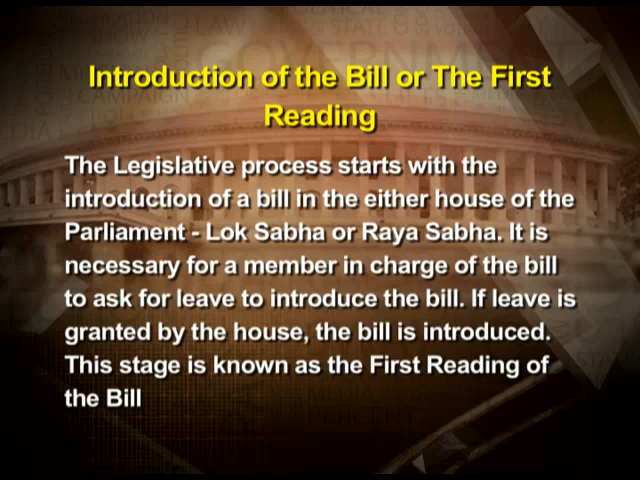 Introduction of the Bill or The First
Reading
The Legislative process starts with the
introduction of a bill in the either house of the
Parliament - Lok Sabha or Raya Sabha. It is
necessary for a member in charge of the bill
to ask for leave to introduce the bill. If leave is
granted by the house, the bill is introduced.
This stage is known as the First Reading of
the Bill